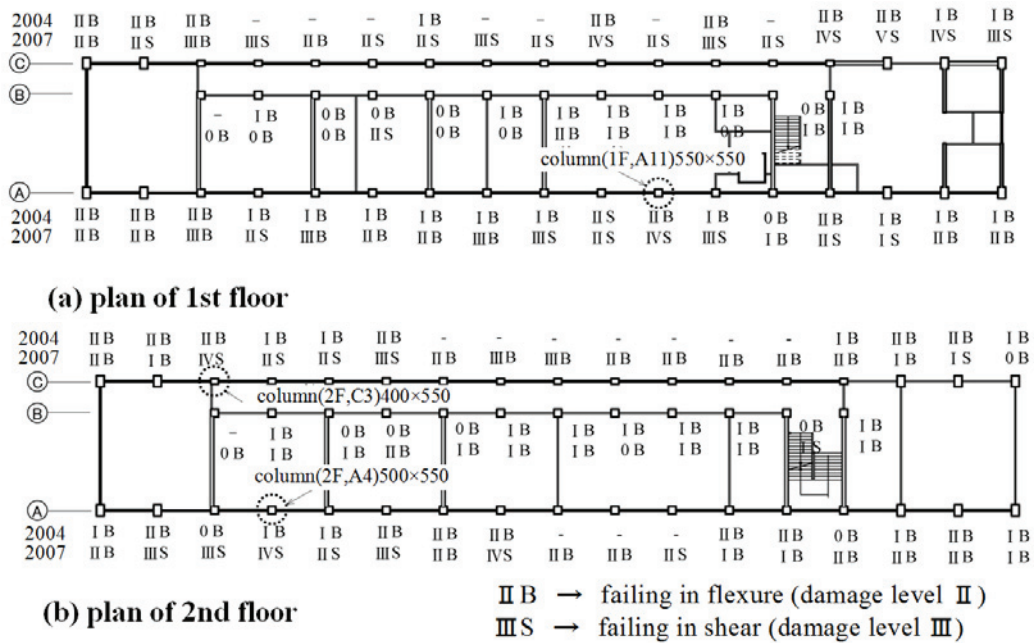 2004 ⅡB ⅡB ⅡB – – – ⅠB – – ⅡB – – – ⅡB ⅡB ⅠB ⅠB
2007 ⅡB ⅡS ⅢB ⅢS ⅡB ⅡS ⅡS ⅢS ⅡS ⅣS ⅡS ⅢS ⅡS ⅣS ⅤS ⅣS ⅢS
C
B
– ⅠB 0B 0B 0B ⅠB ⅠB ⅠB ⅠB ⅠB 0B ⅠB
0B 0B 0B ⅡS 0B 0B ⅡB ⅠB ⅠB 0B ⅠB ⅠB
column(1F,A11)550×550
A
2004 ⅡB ⅡB ⅡB ⅠB ⅠB ⅠB ⅠB ⅠB ⅠB ⅡS ⅡB ⅠB 0B ⅡB ⅠB ⅠB ⅠB
2007 ⅡB ⅡB ⅢB ⅡS ⅢB ⅡB ⅡB ⅢB ⅢS ⅡS ⅣS ⅢS ⅠB ⅡS ⅠS ⅡB ⅡB
(a) plan of 1st floor
2004 ⅡB ⅡB ⅡB ⅠB ⅠB ⅡB - - - - - - - ⅠB ⅡB ⅡB ⅠB
2007 ⅡB ⅠB ⅣS ⅡS ⅡS ⅢS ⅡB ⅢB ⅢB ⅡB ⅡB ⅡB ⅡB ⅡB ⅠB ⅠS 0B
C
column(2F,C3)400×550
B
– ⅠB 0B 0B 0B ⅠB ⅠB ⅠB ⅠB ⅠB 0B ⅠB
0B ⅠB ⅠB ⅡB ⅠB ⅠB ⅠB 0B ⅠB ⅠB S ⅠB
column(2F,A4)500×550
A
2004 ⅠB ⅡB 0B ⅠB ⅠB ⅡB ⅡB ⅡB - - - ⅡB ⅡB 0B ⅡB ⅡB ⅠB
2007 ⅡB ⅢS ⅢS ⅣS ⅡS ⅢS ⅡB ⅣS ⅡB ⅡB ⅡS ⅠB ⅠB ⅡB ⅡB ⅡB ⅠB
(b) plan of 2nd floor
ⅡB → failing in flexure (damage level Ⅱ)
ⅢS → failing in shear (damage level Ⅲ)